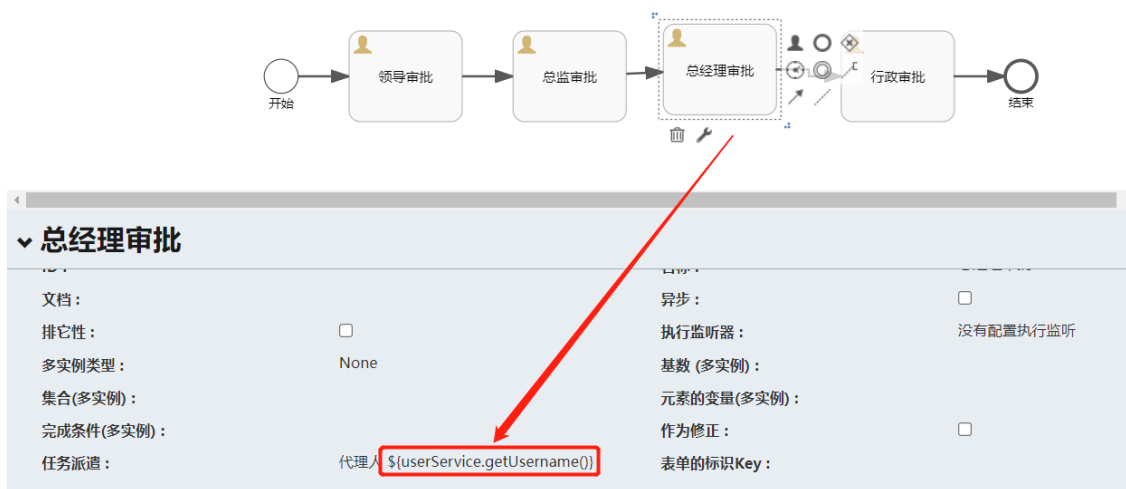 开始
领导审批
总监审批
总经理审批
行政审批
结束
总经理审批
文档：
异步：
排它性：
执行监听器：
没有配置执行监听
多实例类型：
None
基数 (多实例)：
集合(多实例)：
元素的变量(多实例)：
完成条件(多实例)：
作为修正：
任务派遣：
代理人 ${userService.getUsername()}
表单的标识Key：